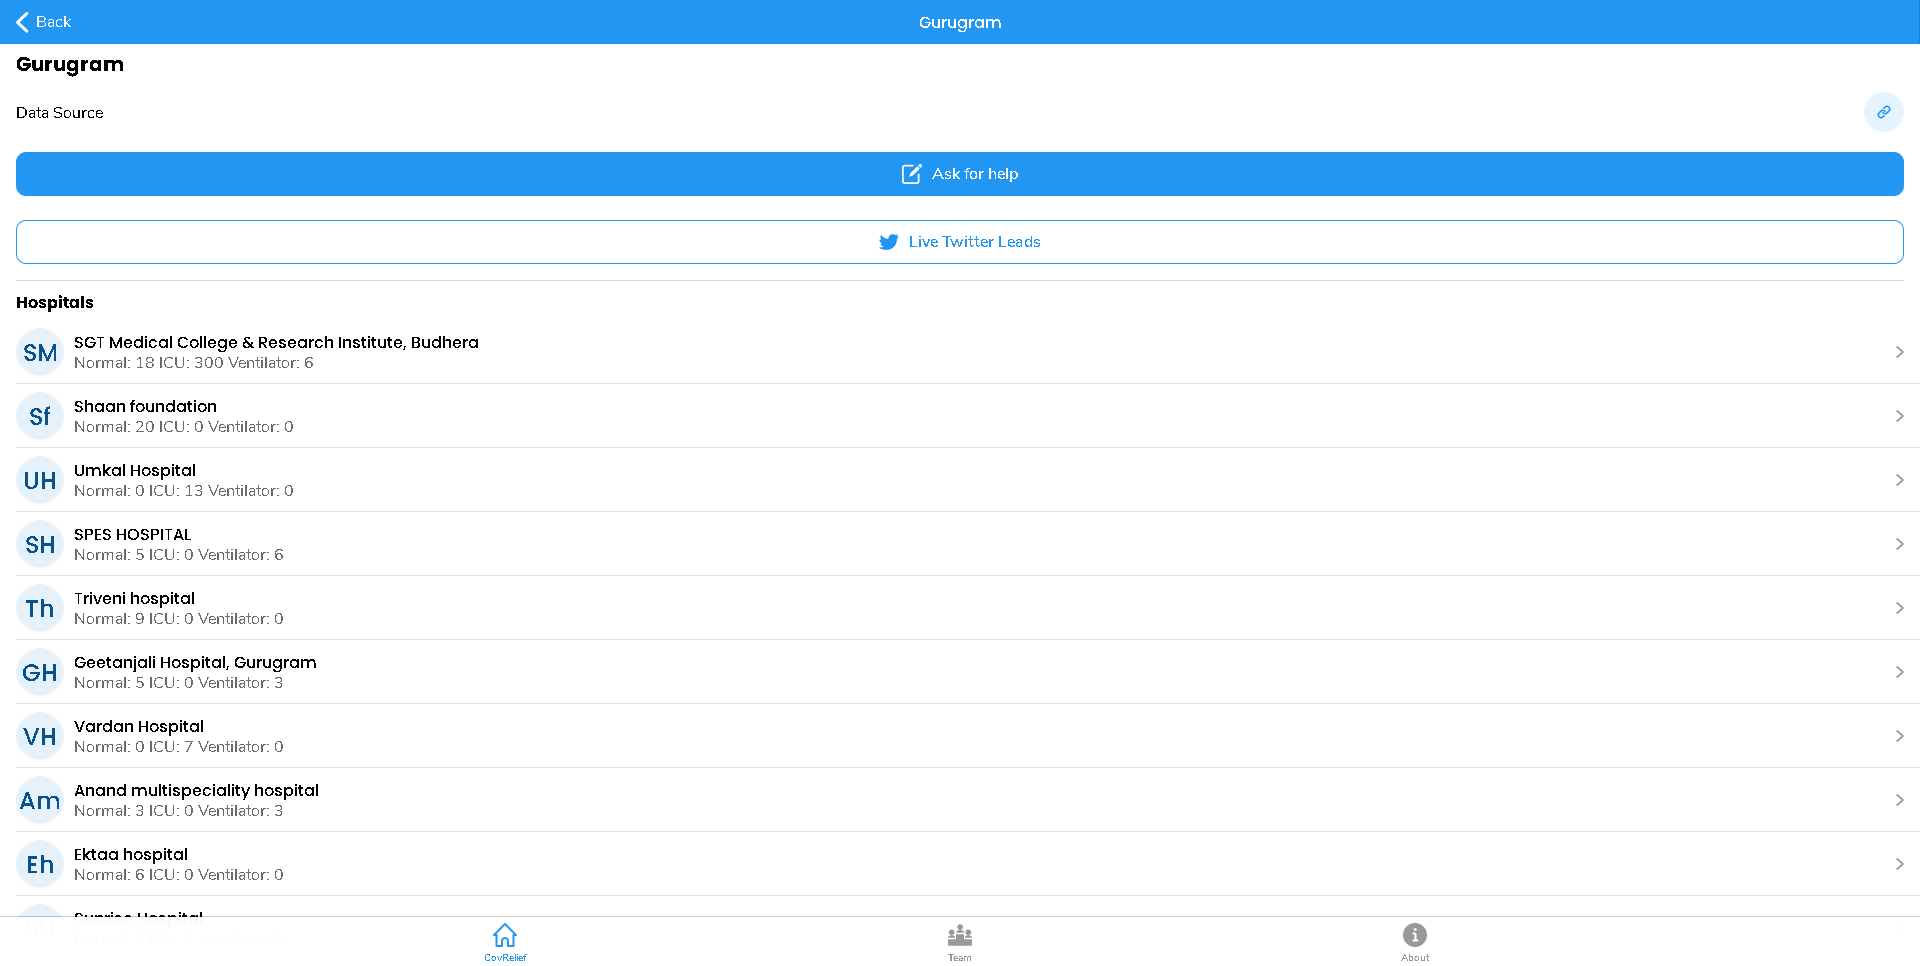 Back
Gurugram
Gurugram
Data Source
Ask for help
Live Twitter Leads
Hospitals
SM
SGT Medical College & Research Institute, Budhera
Normal: 18 ICU: 300 Ventilator: 6
Sf
Shaan foundation
Normal: 20 ICU: 0 Ventilator: 0
UH
Umkal Hospital
Normal: 0 ICU: 13 Ventilator: 0
SH
SPES HOSPITAL
Normal: 5 ICU: 0 Ventilator: 6
Th
Triveni hospital
Normal: 9 ICU: 0 Ventilator: 0
GH
Geetanjali Hospital, Gurugram
Normal: 5 ICU: 0 Ventilator: 3
VH
Vardan Hospital
Normal: 0 ICU: 7 Ventilator: 0
Am
Anand multispeciality hospital
Normal: 3 ICU: 0 Ventilator: 3
Eh
Ektaa hospital
Normal: 6 ICU: 0 Ventilator: 0
SH
Hospital
CovRelief
Team
About